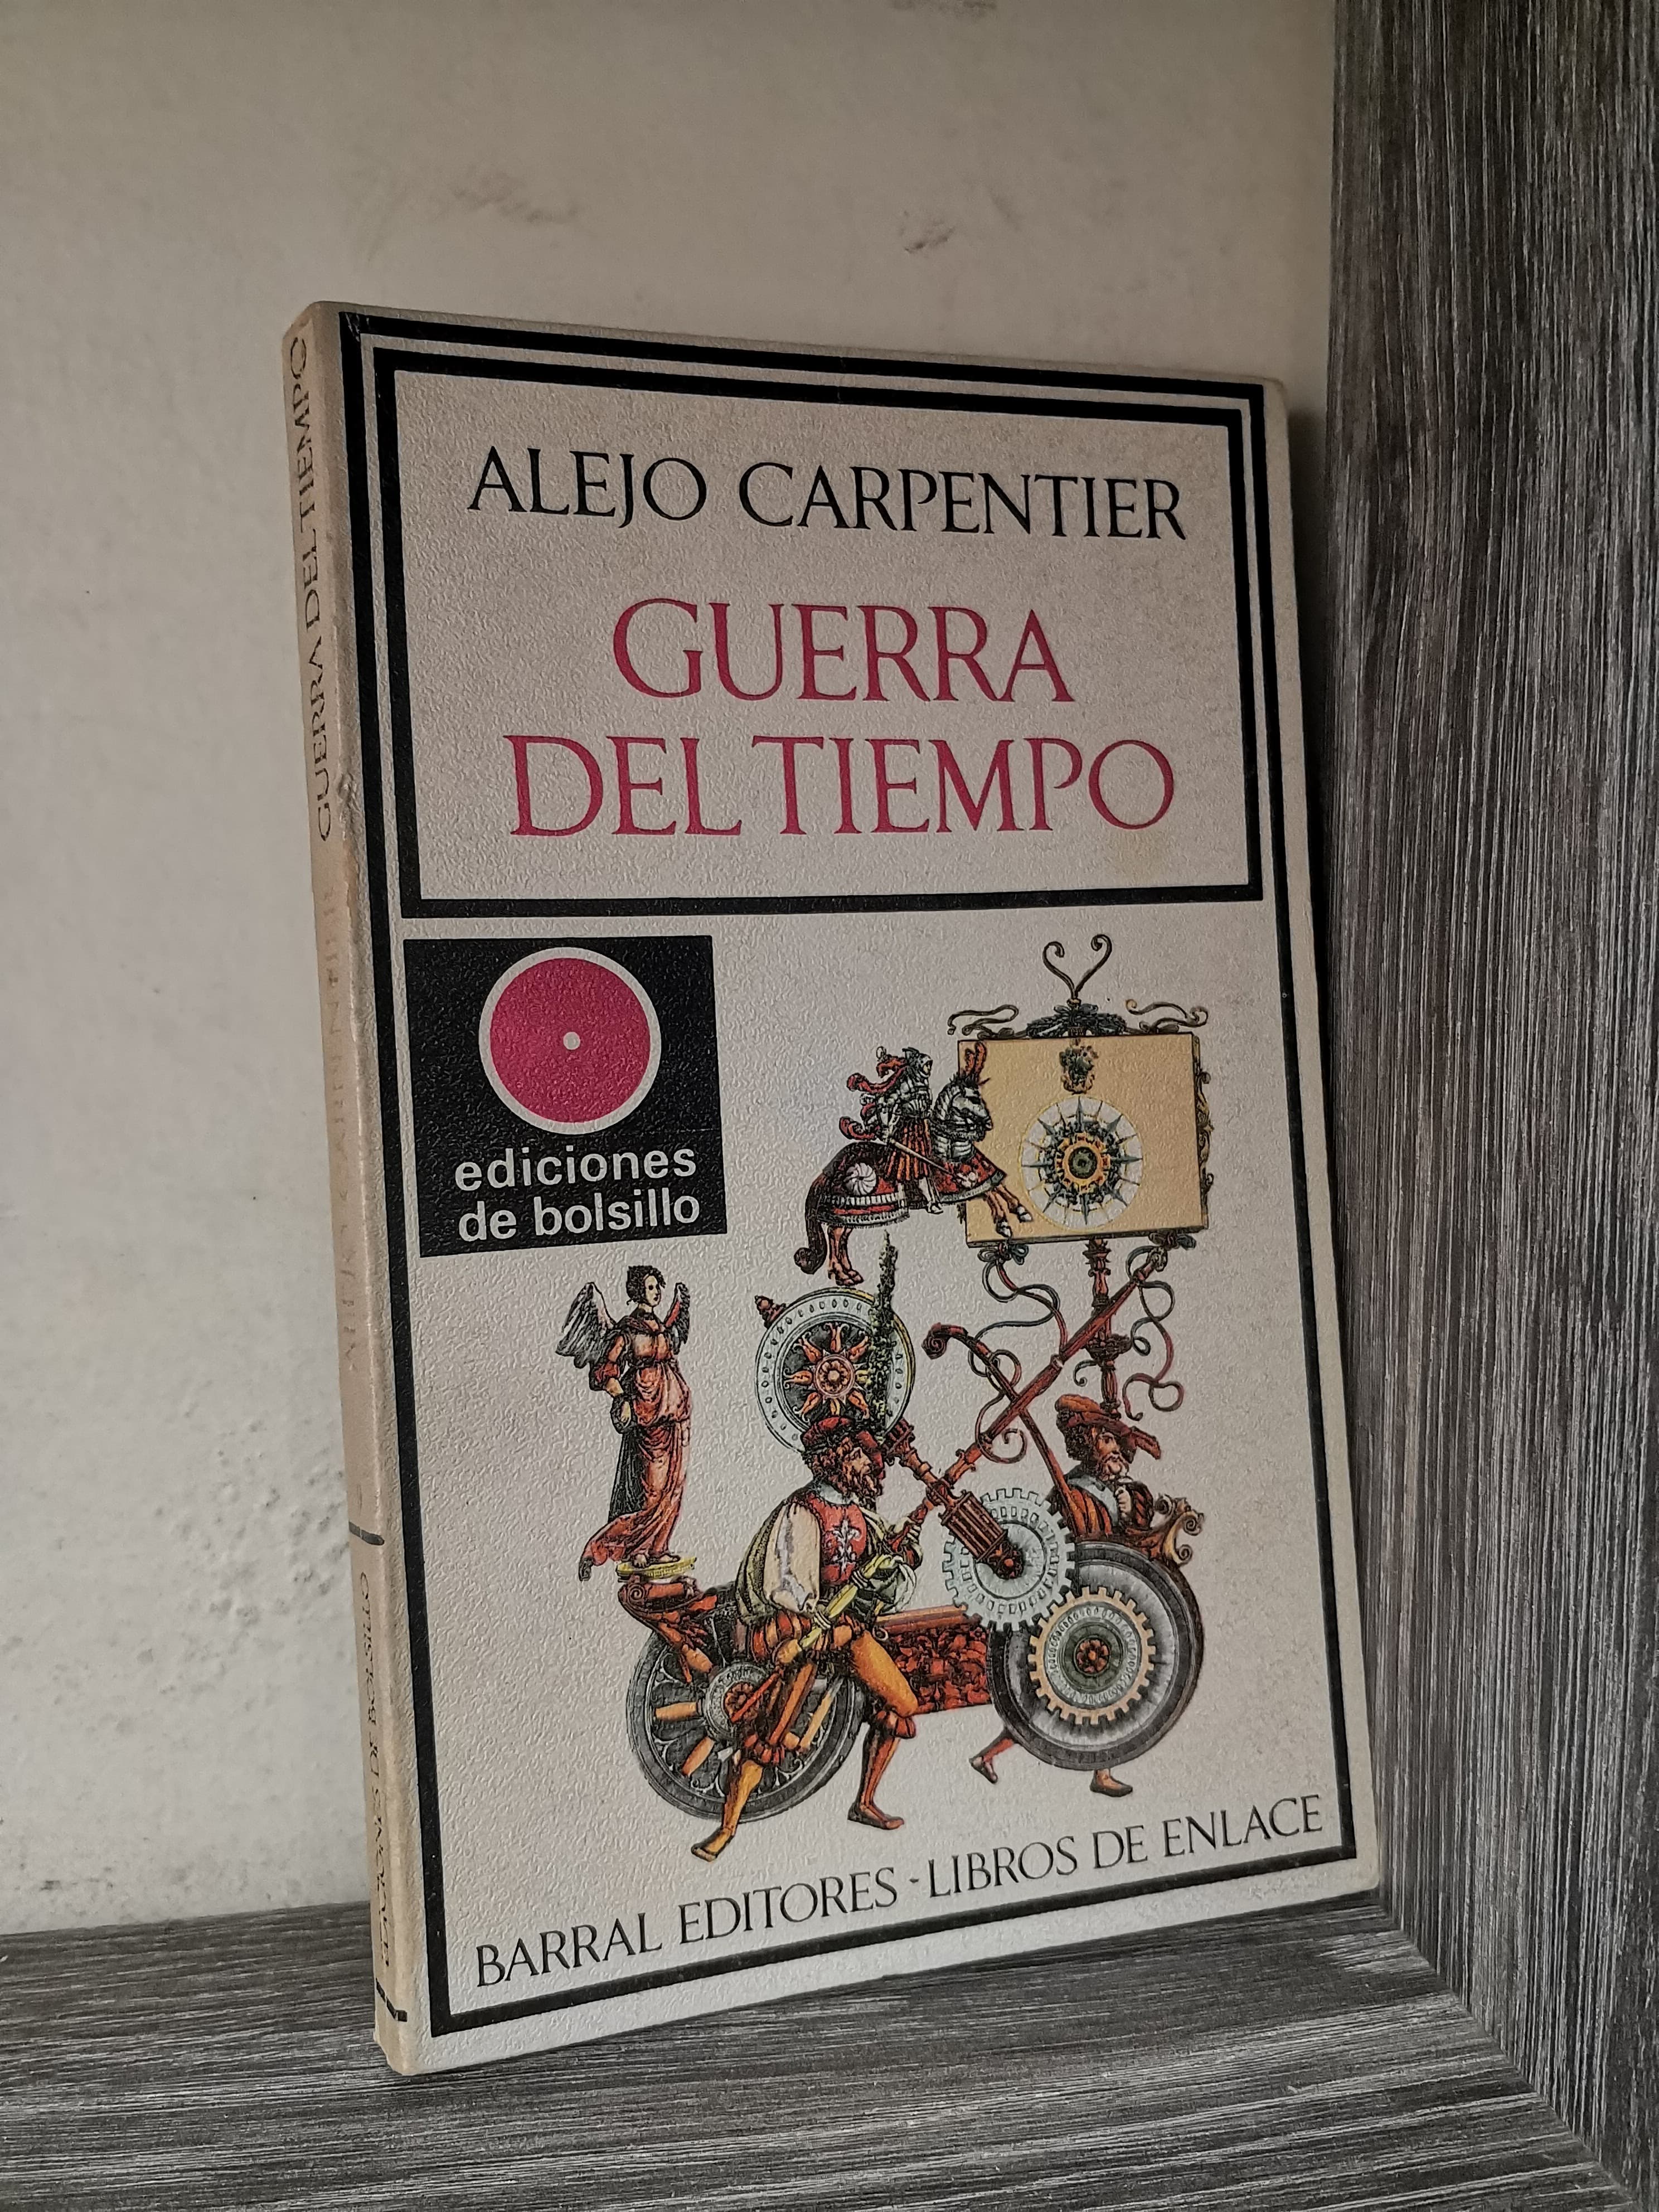 ALEJO CARPENTIER
GUERRA
DEL TIEMPO
ediciones
de bolsillo
BARRAL EDITORES - LIBROS DE ENLACE
GUERRA DEL TIEMPO
EDICIONES DE BOLSILLO